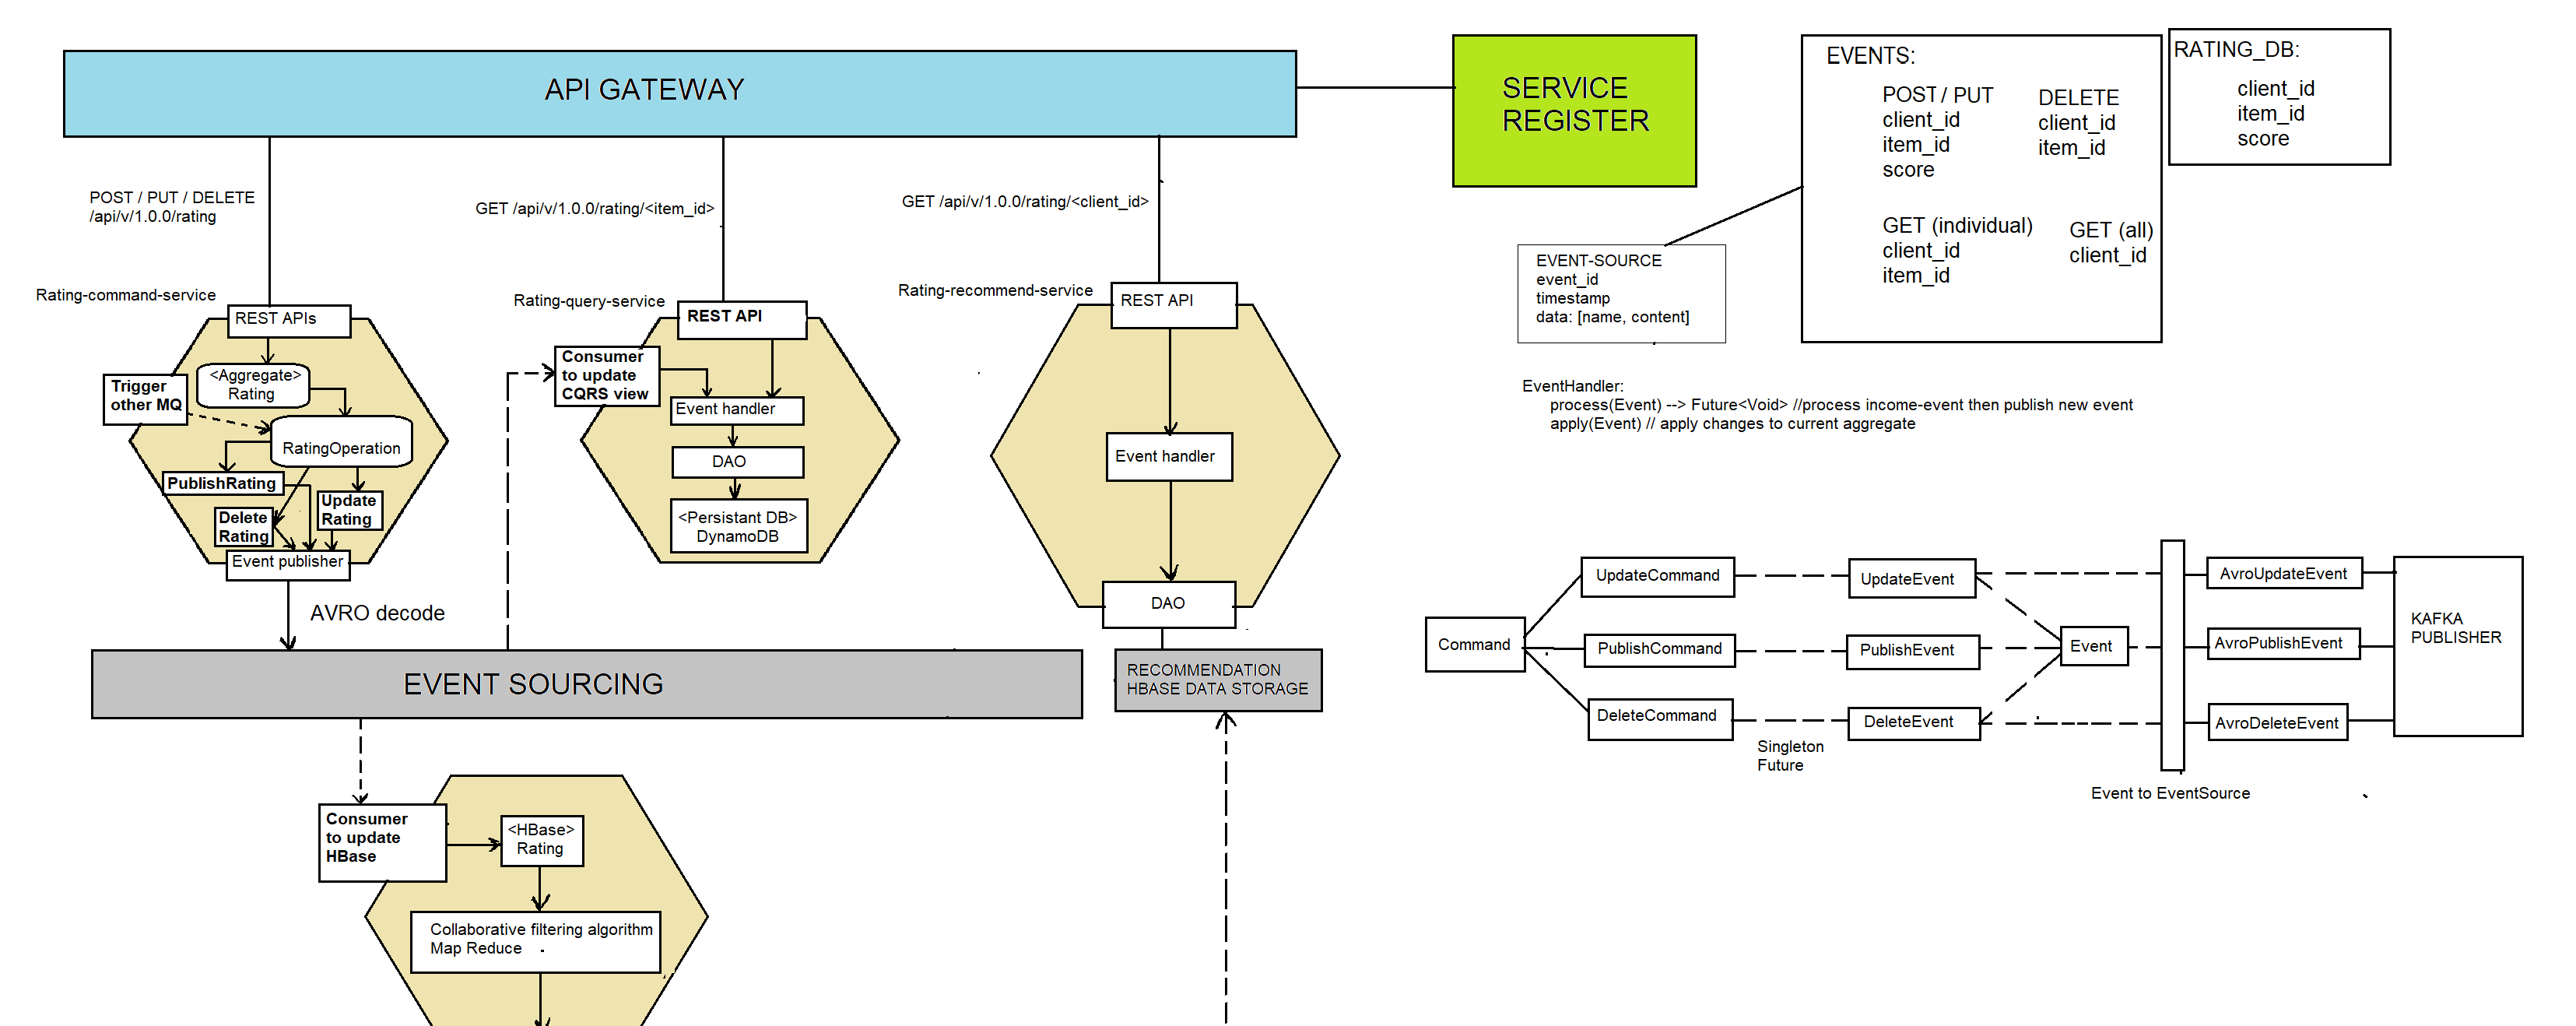 API GATEWAY
SERVICE
REGISTER
EVENTS:
POST / PUT
client_id
item_id
score
DELETE
client_id
item_id
GET (individual)
client_id
item_id
GET (all)
client_id
RATING_DB:
client_id
item_id
score
POST / PUT / DELETE
/api/v/1.0.0/rating
GET /api/v/1.0.0/rating/<item_id>
GET /api/v/1.0.0/rating/<client_id>
EVENT-SOURCE
event_id
timestamp
data: [name, content]
EventHandler:
process(Event) --> Future<Void> //process income-event then publish new event
apply(Event) // apply changes to current aggregate
Rating-command-service
REST APIs
<Aggregate>
Rating
Trigger
other MQ
RatingOperation
PublishRating
Delete
Rating
Update
Rating
Event publisher
AVRO decode
Rating-query-service
REST API
Consumer
to update
CQRS view
Event handler
DAO
<Persistant DB>
DynamoDB
Rating-recommend-service
REST API
Event handler
DAO
EVENT SOURCING
RECOMMENDATION
HBASE DATA STORAGE
Consumer
to update
HBase
<HBase>
Rating
Collaborative filtering algorithm
Map Reduce
Command
UpdateCommand
PublishCommand
DeleteCommand
Singleton
Future
UpdateEvent
PublishEvent
DeleteEvent
Event
Event to EventSource
AvroUpdateEvent
AvroPublishEvent
AvroDeleteEvent
KAFKA
PUBLISHER